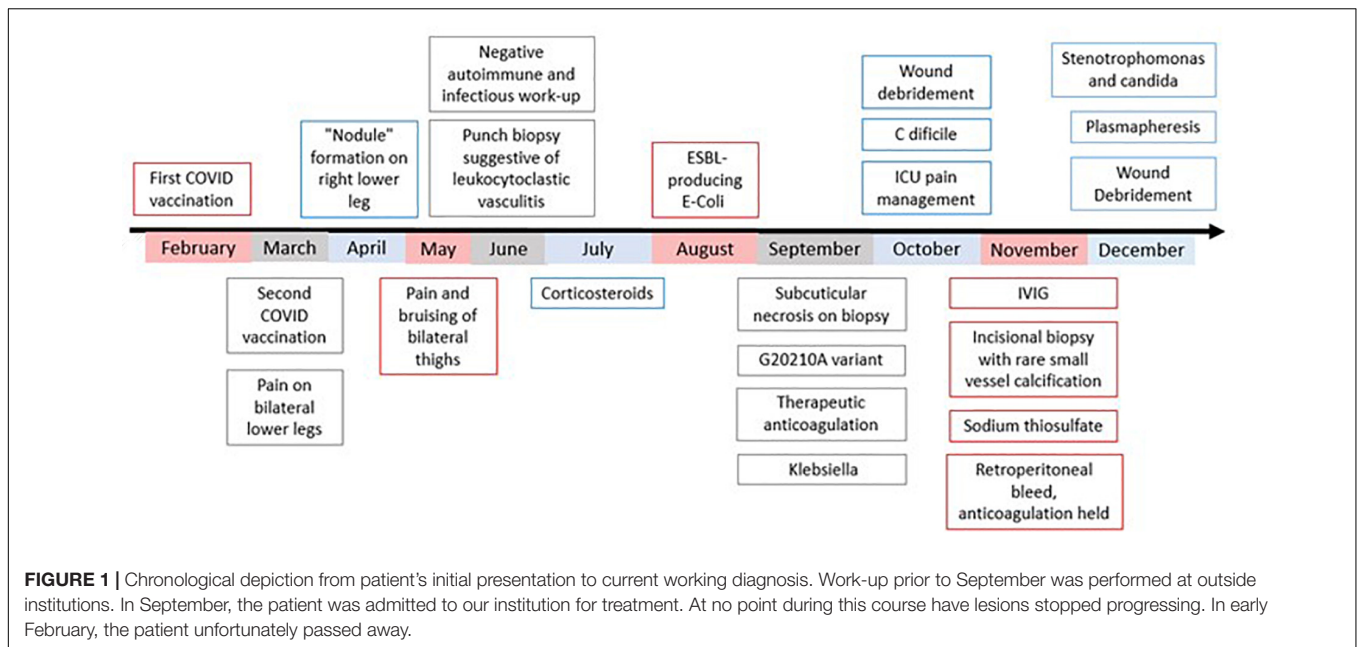 Negative
autoimmune and
infectious work-up
Wound
debridement
Stenotrophomonas
and candida
"Nodule"
formation on
right lower
leg
Punch biopsy
suggestive of
leukocytoclastic
vasculitis
C dificile
Plasmapheresis
First COVID
vaccination
ESBL-
producing
E-Coli
ICU pain
management
Wound
Debridement
February March April May June July August September October November December
Second
COVID
vaccination
Pain and
bruising of
bilateral
thighs
Corticosteroids
Subcuticular
necrosis on biopsy
IVIG
Pain on
bilateral
lower legs
G20210A variant
Incisional biopsy
with rare small
vessel calcification
Therapeutic
anticoagulation
Sodium thiosulfate
Klebsiella
Retroperitoneal
bleed,
anticoagulation held
FIGURE 1 | Chronological depiction from patient's initial presentation to current working diagnosis. Work-up prior to September was performed at outside
institutions. In September, the patient was admitted to our institution for treatment. At no point during this course have lesions stopped progressing. In early
February, the patient unfortunately passed away.